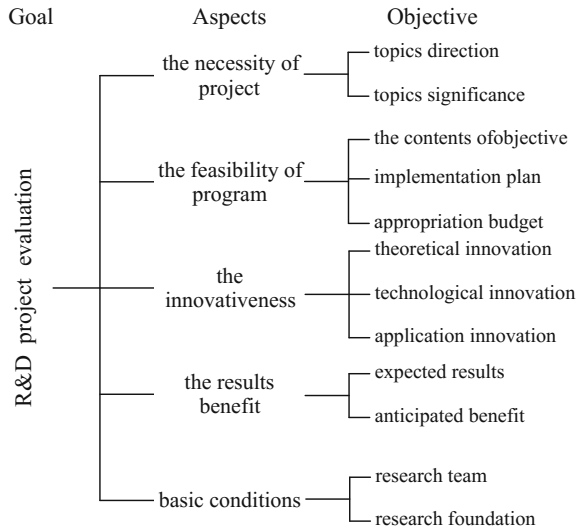 Goal
Aspects
Objective
R&D project evaluation
the necessity of
project
topics direction
topics significance
the feasibility of
program
the contents ofobjective
implementation plan
appropriation budget
the
innovativeness
theoretical innovation
technological innovation
application innovation
the results
benefit
expected results
anticipated benefit
basic conditions
research team
research foundation